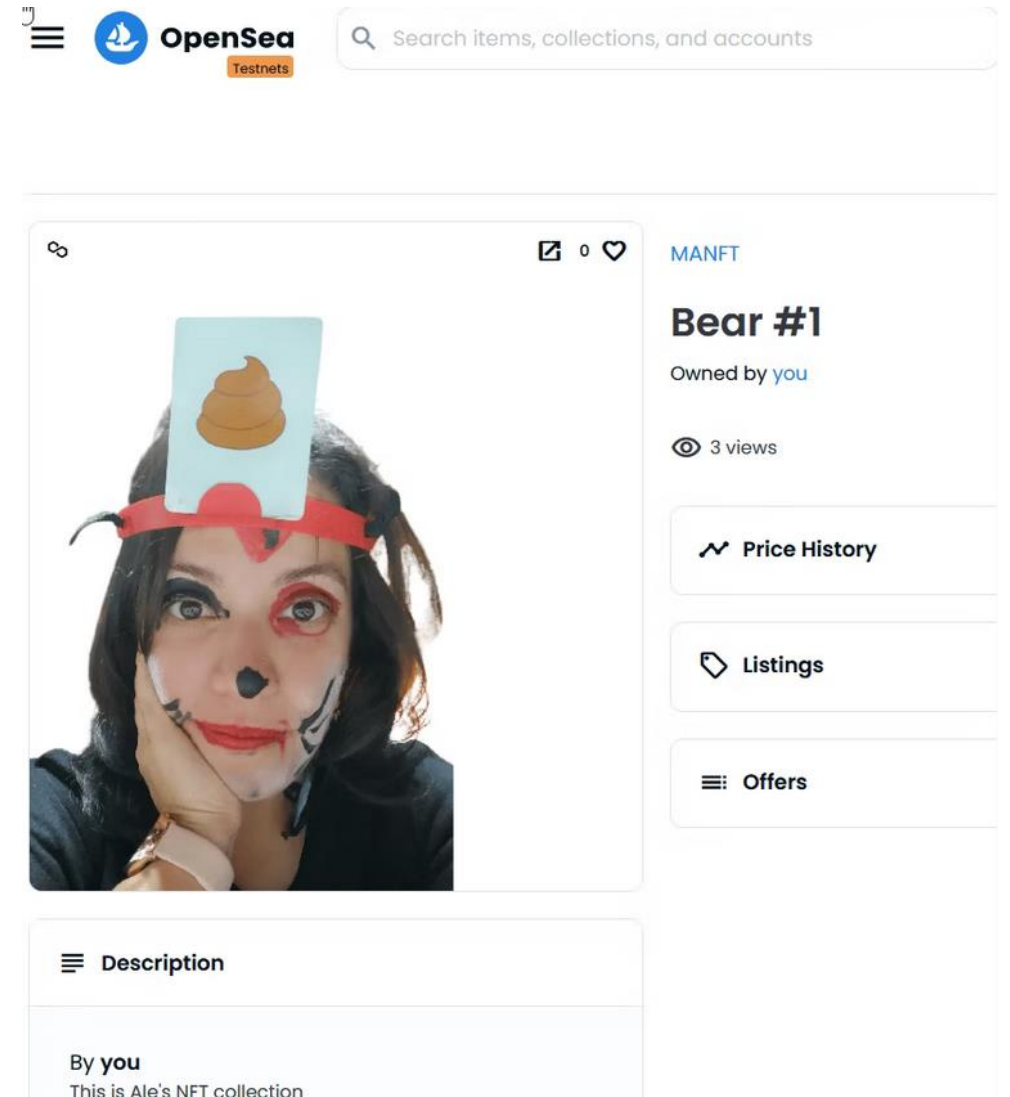 OpenSea
Testnets
Search items, collections, and accounts
0
MANFT
Bear #1
Owned by you
3 views
Price History
Listings
Offers
Description
By you
This is Ale's NFT collection